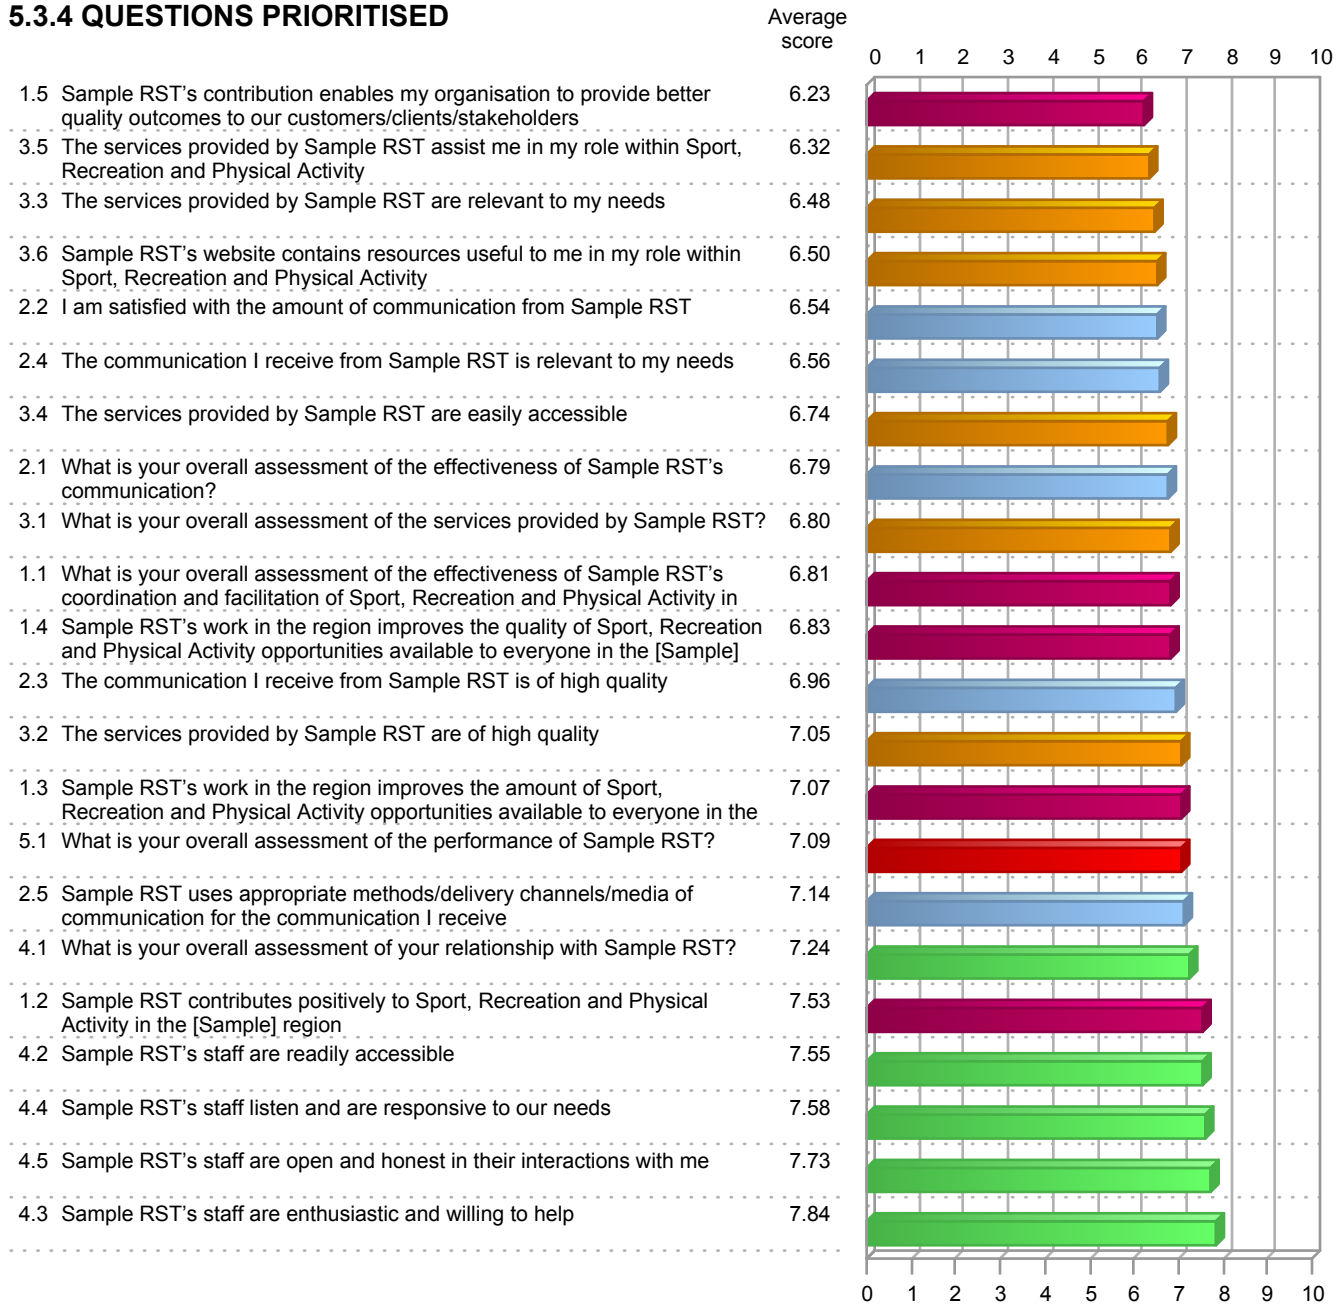 5.3.4 QUESTIONS PRIORITISED
Average
score
0 1 2 3 4 5 6 7 8 9 10
1.5 Sample RST's contribution enables my organisation to provide better 6.23
quality outcomes to our customers/clients/stakeholders
3.5 The services provided by Sample RST assist me in my role within Sport, 6.32
Recreation and Physical Activity
3.3 The services provided by Sample RST are relevant to my needs 6.48
3.6 Sample RST's website contains resources useful to me in my role within 6.50
Sport, Recreation and Physical Activity
2.2 I am satisfied with the amount of communication from Sample RST 6.54
2.4 The communication I receive from Sample RST is relevant to my needs 6.56
3.4 The services provided by Sample RST are easily accessible 6.74
2.1 What is your overall assessment of the effectiveness of Sample RST's 6.79
communication?
3.1 What is your overall assessment of the services provided by Sample RST? 6.80
1.1 What is your overall assessment of the effectiveness of Sample RST's 6.81
coordination and facilitation of Sport, Recreation and Physical Activity in
1.4 Sample RST's work in the region improves the quality of Sport, Recreation 6.83
and Physical Activity opportunities available to everyone in the [Sample]
2.3 The communication I receive from Sample RST is of high quality 6.96
3.2 The services provided by Sample RST are of high quality 7.05
1.3 Sample RST's work in the region improves the amount of Sport, 7.07
Recreation and Physical Activity opportunities available to everyone in the
5.1 What is your overall assessment of the performance of Sample RST? 7.09
2.5 Sample RST uses appropriate methods/delivery channels/media of 7.14
communication for the communication I receive
4.1 What is your overall assessment of your relationship with Sample RST? 7.24
1.2 Sample RST contributes positively to Sport, Recreation and Physical 7.53
Activity in the [Sample] region
4.2 Sample RST's staff are readily accessible 7.55
4.4 Sample RST's staff listen and are responsive to our needs 7.58
4.5 Sample RST's staff are open and honest in their interactions with me 7.73
4.3 Sample RST's staff are enthusiastic and willing to help 7.84
0 1 2 3 4 5 6 7 8 9 10